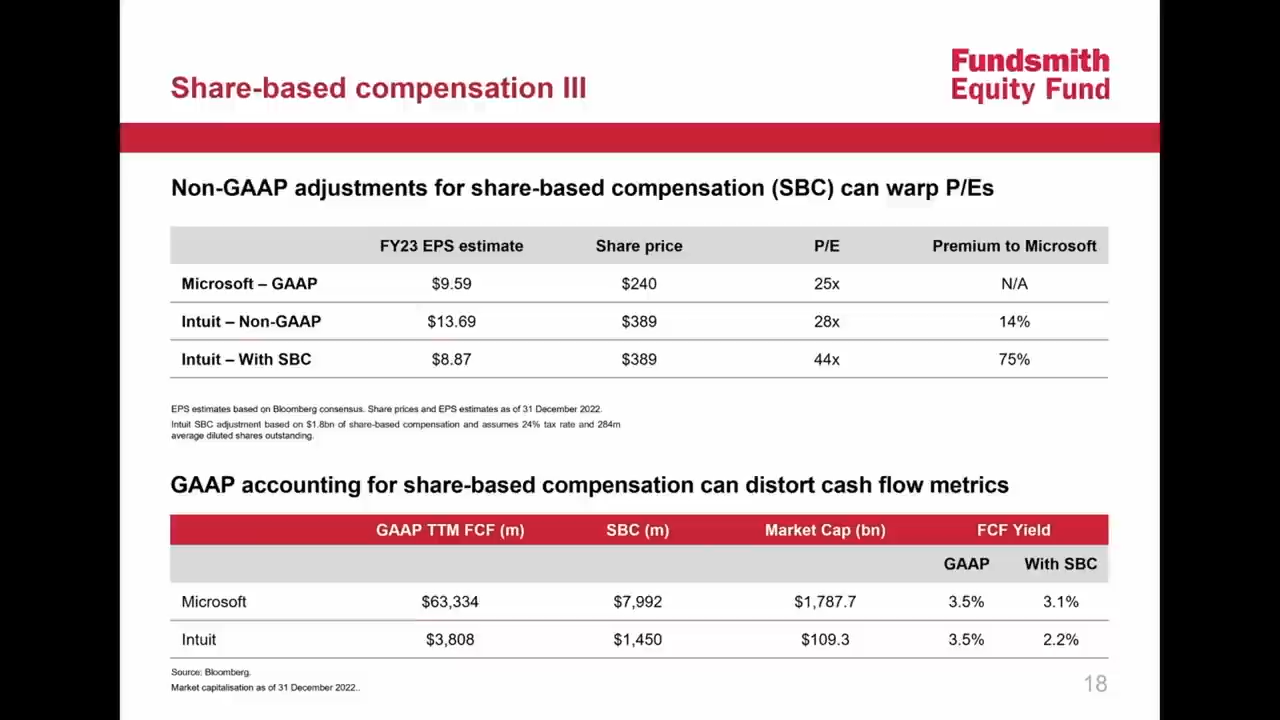 Share-based compensation III
Fundsmith
Equity Fund
Non-GAAP adjustments for share-based compensation (SBC) can warp P/Es
FY23 EPS estimate Share price P/E Premium to Microsoft
Microsoft – GAAP $9.59 $240 25x N/A
Intuit – Non-GAAP $13.69 $389 28x 14%
Intuit – With SBC $8.87 $389 44x 75%
EPS estimates based on Bloomberg consensus. Share prices and EPS estimates as of 31 December 2022.
Intuit SBC adjustment based on $1.8bn of share-based compensation and assumes 24% tax rate and 284m
average diluted shares outstanding.
GAAP accounting for share-based compensation can distort cash flow metrics
GAAP TTM FCF (m) SBC (m) Market Cap (bn) FCF Yield
GAAP With SBC
Microsoft $63,334 $7,992 $1,787.7 3.5% 3.1%
Intuit $3,808 $1,450 $109.3 3.5% 2.2%
Source: Bloomberg.
Market capitalisation as of 31 December 2022..
18